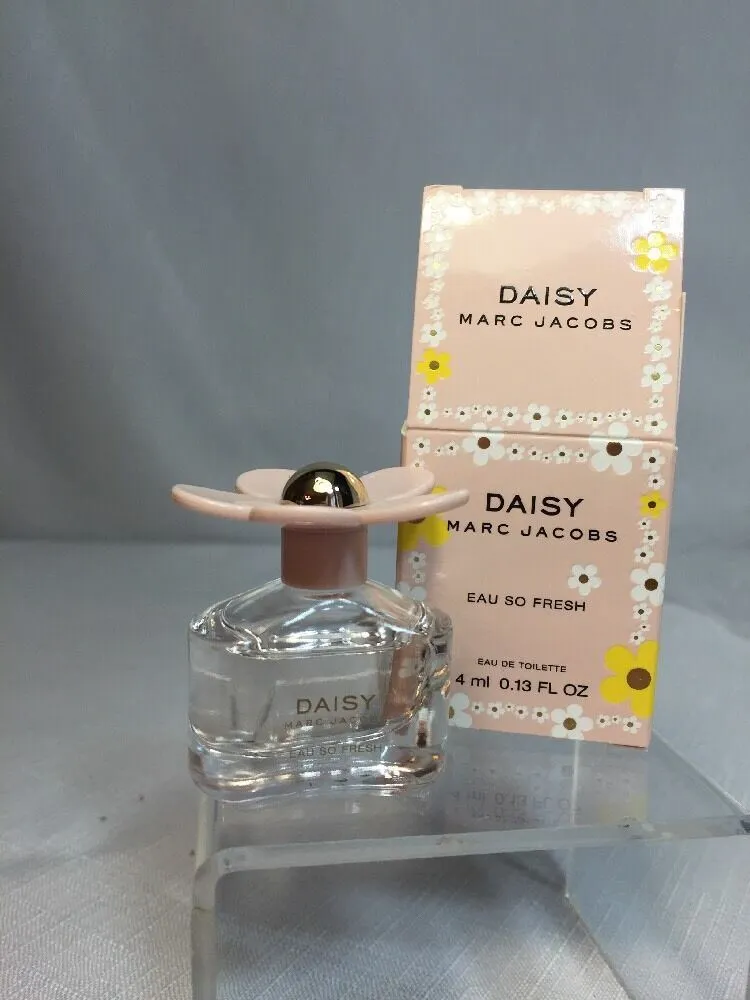 DAISY
MARC JACOBS
DAISY
MARC JACOBS
EAU SO FRESH
EAU DE TOILETTE
4 ml 0.13 FL OZ
DAISY
MARC JACOB
EAU SO FRESH